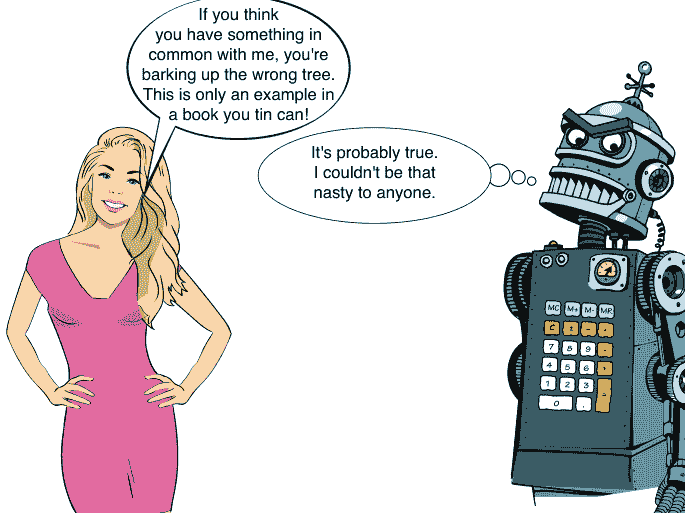 If you think
you have something in
common with me, you're
barking up the wrong tree.
This is only an example in
a book you tin can!
It's probably true.
I couldn't be that
nasty to anyone.
MC M+ M- MR
7 8 9
4 5 6
1 2 3
0 .